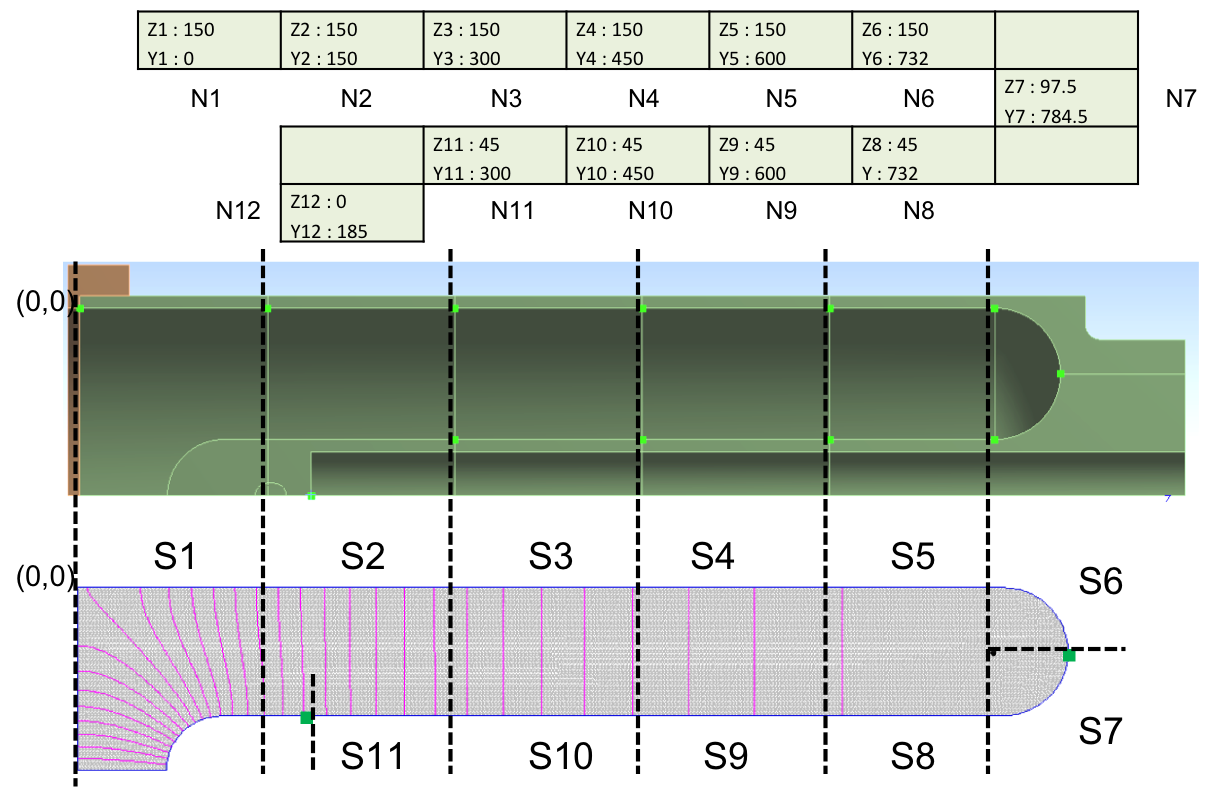 Z1 : 150
Y1 : 0
Z2 : 150
Y2 : 150
Z3 : 150
Y3 : 300
Z4 : 150
Y4 : 450
Z5 : 150
Y5 : 600
Z6 : 150
Y6 : 732
N1 N2 N3 N4 N5 N6
Z7 : 97.5
Y7 : 784.5
N7
Z11 : 45
Y11 : 300
Z10 : 45
Y10 : 450
Z9 : 45
Y9 : 600
Z8 : 45
Y : 732
N12
Z12 : 0
Y12 : 185
N11 N10 N9 N8
(0,0)
7
S1 S2 S3 S4 S5
(0,0)
S6
S7
S11 S10 S9 S8